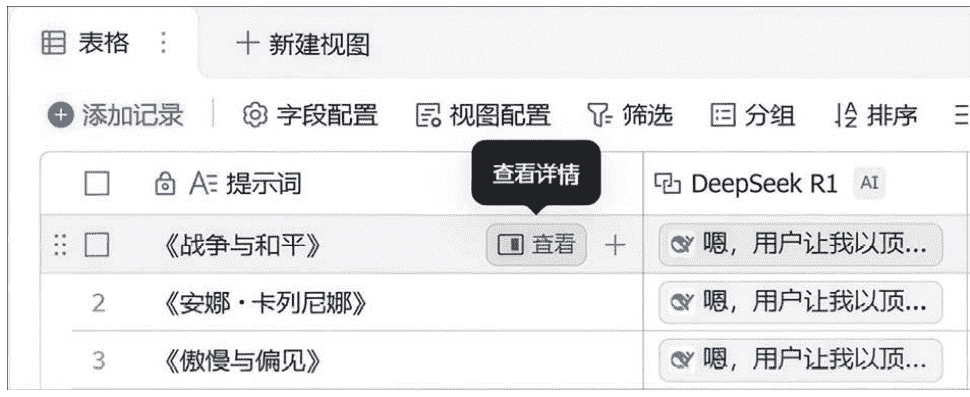 表格
新建视图
添加记录 字段配置 视图配置 筛选 分组 排序
查看详情
提示词 DeepSeek R1 AI
《战争与和平》 查看 嗯，用户让我以顶...
2 《安娜·卡列尼娜》 嗯，用户让我以顶...
3 《傲慢与偏见》 嗯，用户让我以顶...